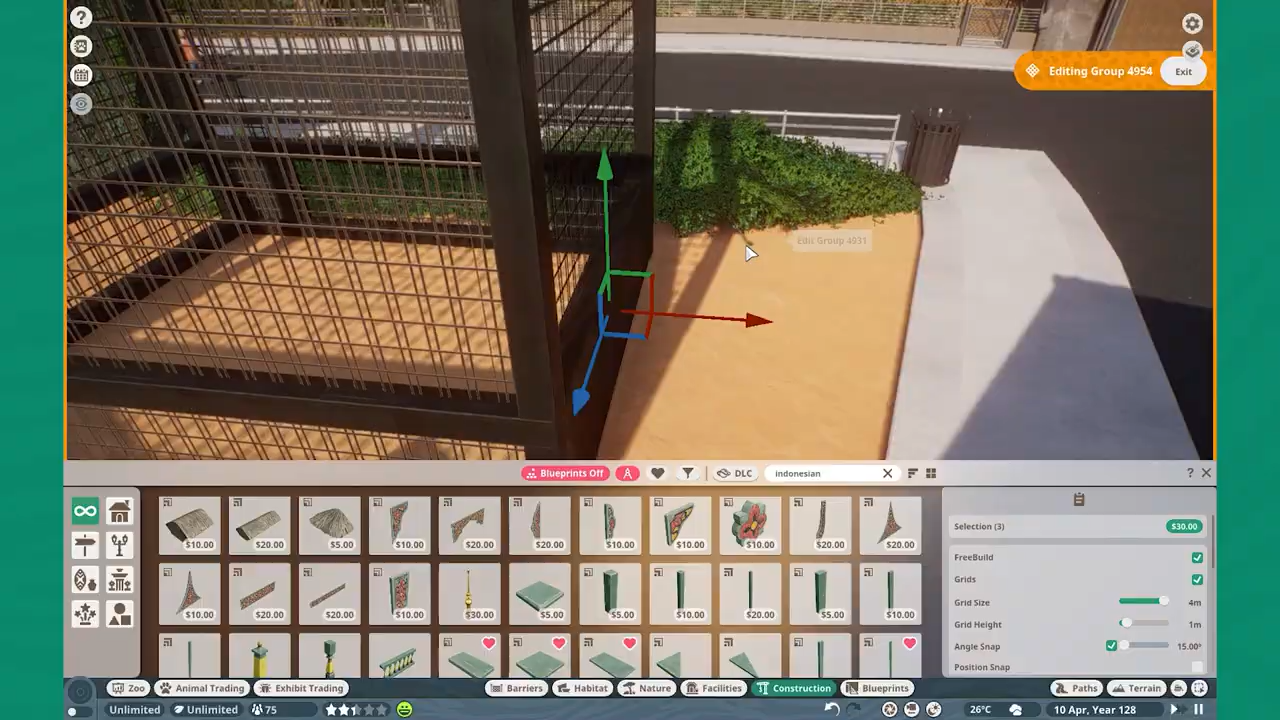 ?
Editing Group 4954 Exit
Edit Group 4931
Blueprints Off DLC indonesian ?
$10.00 $20.00 $5.00 $10.00 $20.00 $20.00 $10.00 $10.00 $10.00 $20.00 $20.00
$10.00 $20.00 $20.00 $10.00 $30.00 $5.00 $5.00 $10.00 $20.00 $5.00 $10.00
Selection (3) $30.00
FreeBuild
Grids
Grid Size 4m
Grid Height 1m
Angle Snap 15.00°
Position Snap
Zoo Animal Trading Exhibit Trading Barriers Habitat Nature Facilities Construction Blueprints Paths Terrain
Unlimited Unlimited 75 26°C 10 Apr, Year 128